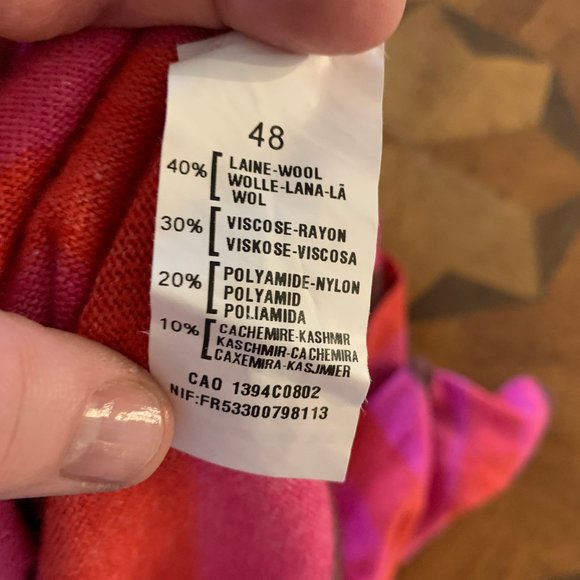 48
40% LAINE-WOOL
WOLLE-LANA-LÃ
WOL
30% VISCOSE-RAYON
VISKOSE-VISCOSA
20% POLYAMIDE-NYLON
POLYAMID
POLIAMIDA
10% CACHEMIRE-KASHMIR
KASCHMIR-CACHEMIRA
CAXEMIRA-KASJMIER
CAO 1394C0802
NIF:FR53300798113